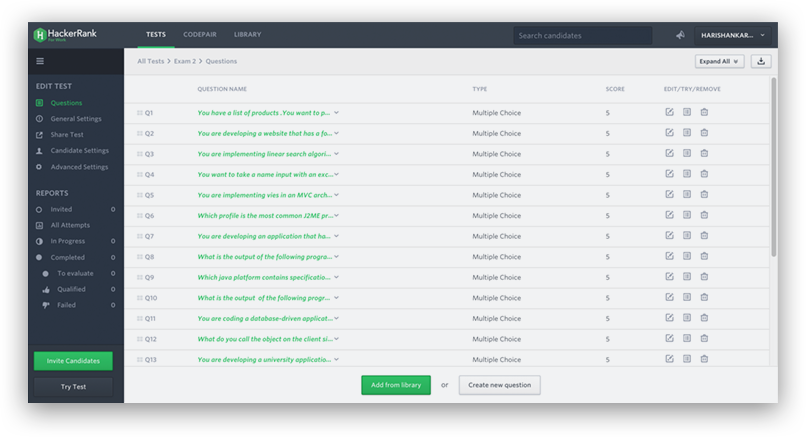 HackerRank
For Work
TESTS CODEPAIR LIBRARY
Search candidates
HARISHANKAR...
All Tests > Exam 2 > Questions
Expand All
EDIT TEST
Questions
General Settings
Share Test
Candidate Settings
Advanced Settings
REPORTS
Invited 0
All Attempts
In Progress 0
Completed 0
To evaluate 0
Qualified 0
Failed 0
Invite Candidates
Try Test
QUESTION NAME TYPE SCORE EDIT/TRY/REMOVE
Q1 You have a list of products .You want to p... Multiple Choice 5
Q2 You are developing a website that has a fo... Multiple Choice 5
Q3 You are implementing linear search algori... Multiple Choice 5
Q4 You want to take a name input with an exc... Multiple Choice 5
Q5 You are implementing vies in an MVC arch... Multiple Choice 5
Q6 Which profile is the most common J2ME pr... Multiple Choice 5
Q7 You are developing an application that ha... Multiple Choice 5
Q8 What is the output of the following progra... Multiple Choice 5
Q9 Which java platform contains specificatio... Multiple Choice 5
Q10 What is the output of the following progr... Multiple Choice 5
Q11 You are coding a database-driven applicat... Multiple Choice 5
Q12 What do you call the object on the client si... Multiple Choice 5
Q13 You are developing a university applicatio... Multiple Choice 5
Add from library or Create new question